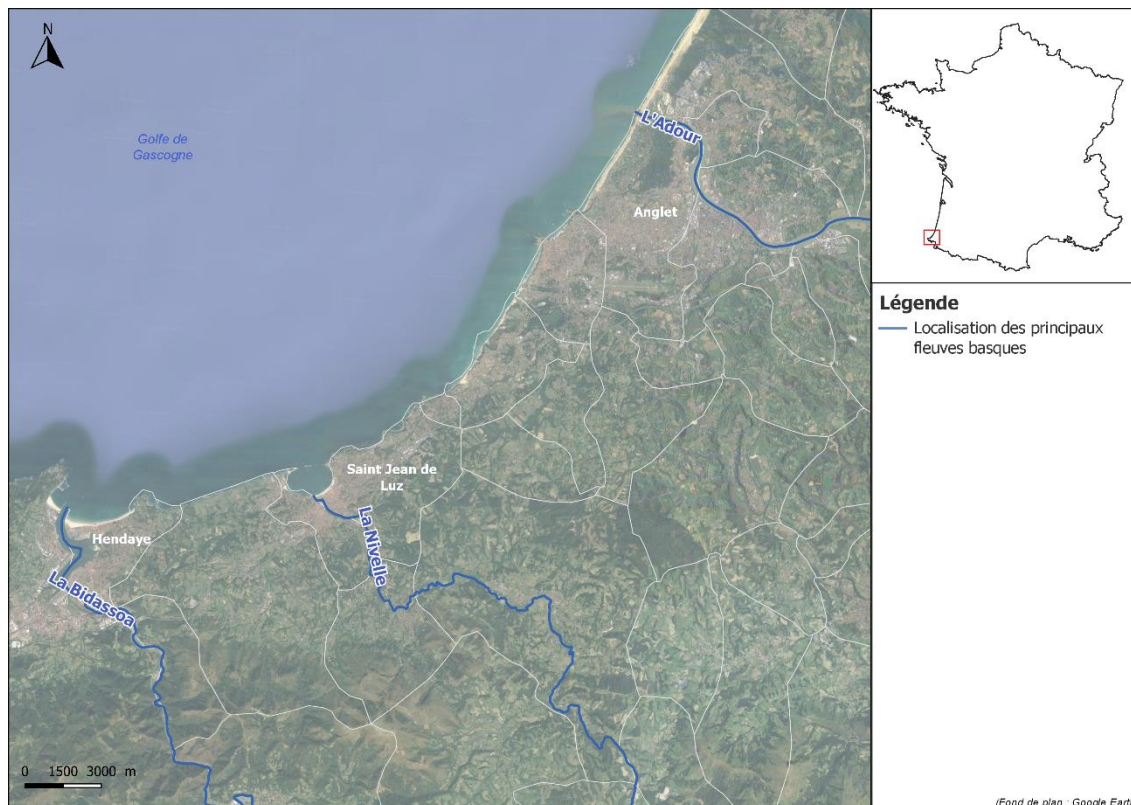 N
Golfe de
Gascogne
L'Adour
Anglet
Saint Jean de
Luz
La Nivelle
Hendaye
La Bidassoa
0 1500 3000 m
Légende
Localisation des principaux
fleuves basques
(Fond de plan : Google Eart